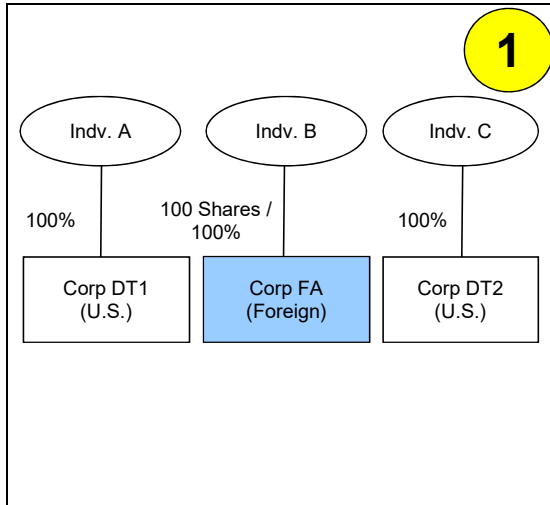 1
Indv. A
Indv. B
Indv. C
100%
100 Shares /
100%
100%
Corp DT1
(U.S.)
Corp FA
(Foreign)
Corp DT2
(U.S.)